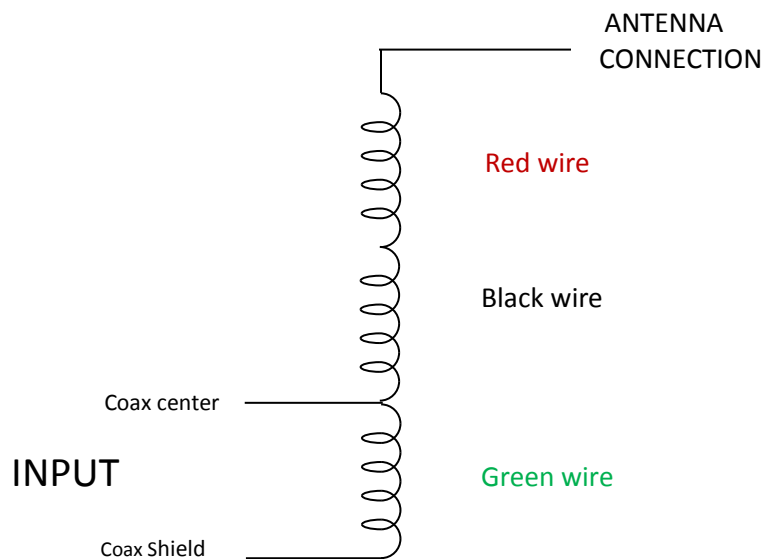 ANTENNA
CONNECTION
Red wire
Black wire
Coax center
INPUT
Green wire
Coax Shield